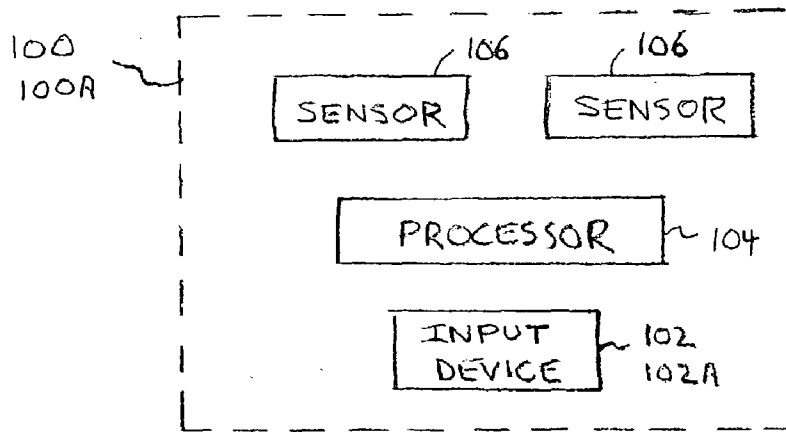 100
100A
106
106
SENSOR
SENSOR
PROCESSOR
104
INPUT
DEVICE
102
102A